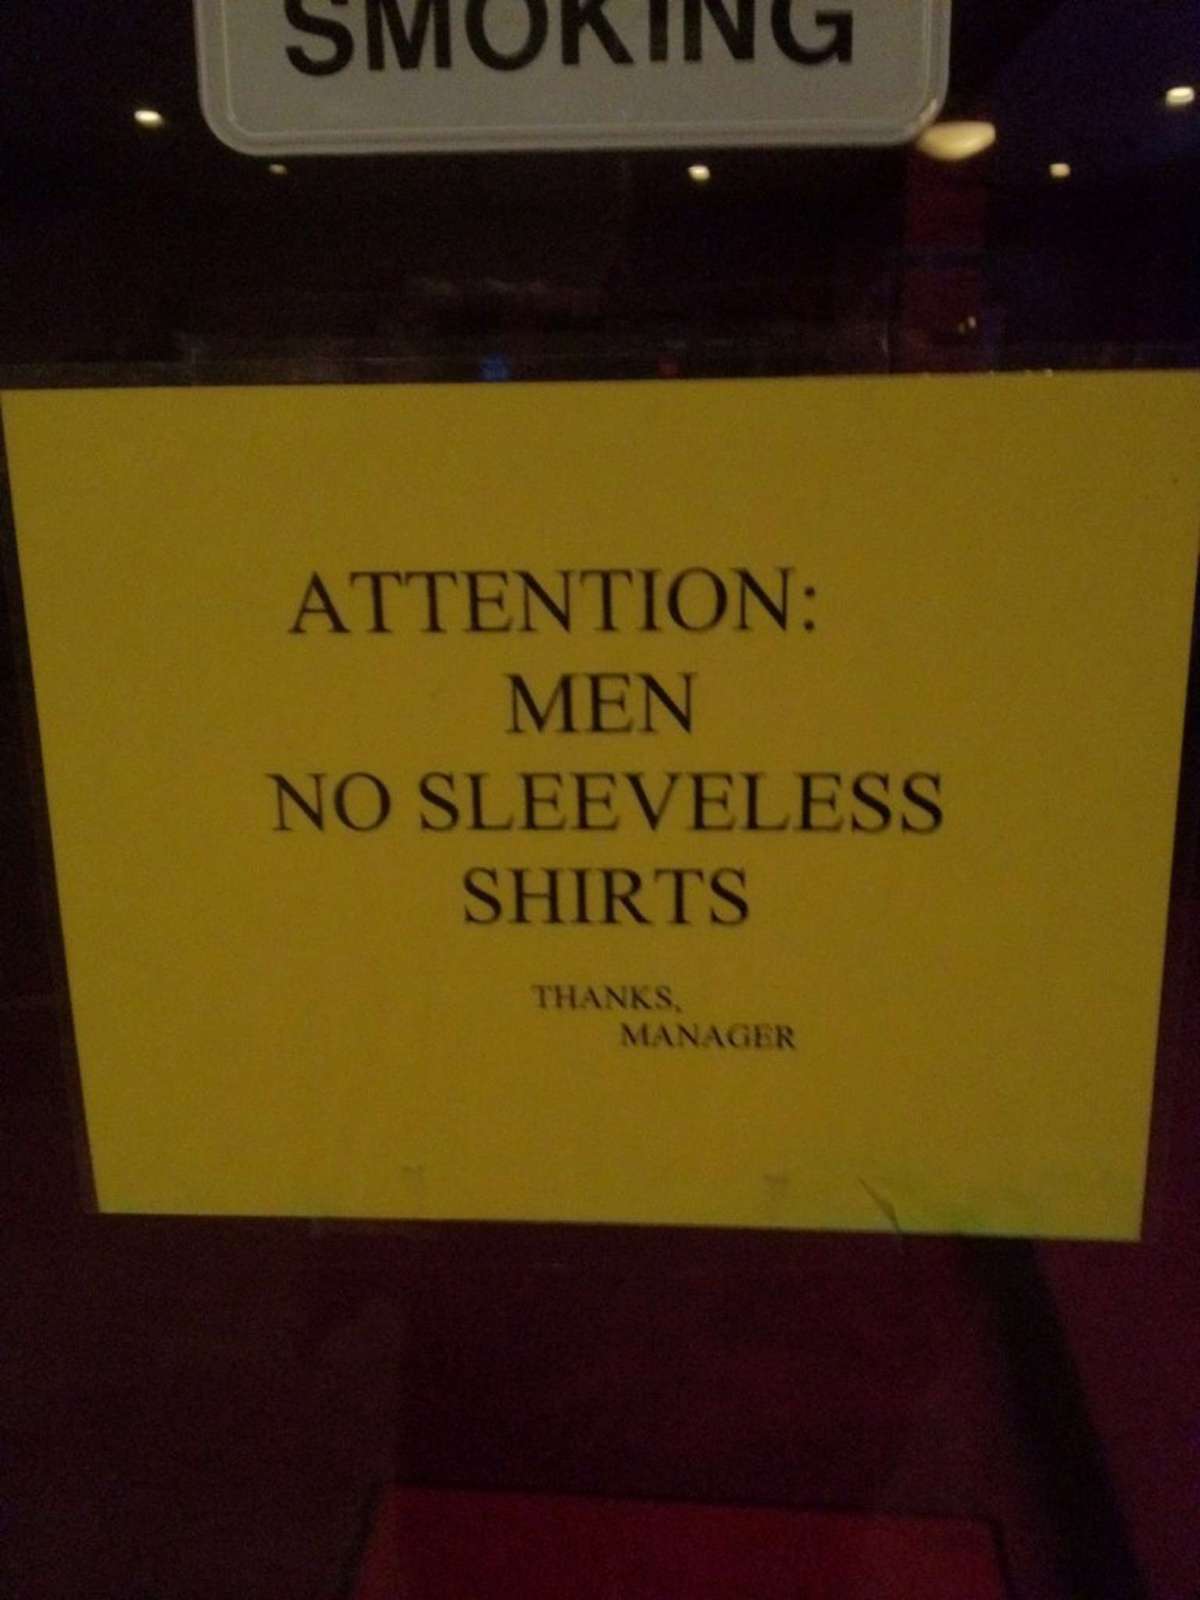 SMOKING
ATTENTION:
MEN
NO SLEEVELESS
SHIRTS
THANKS,
MANAGER